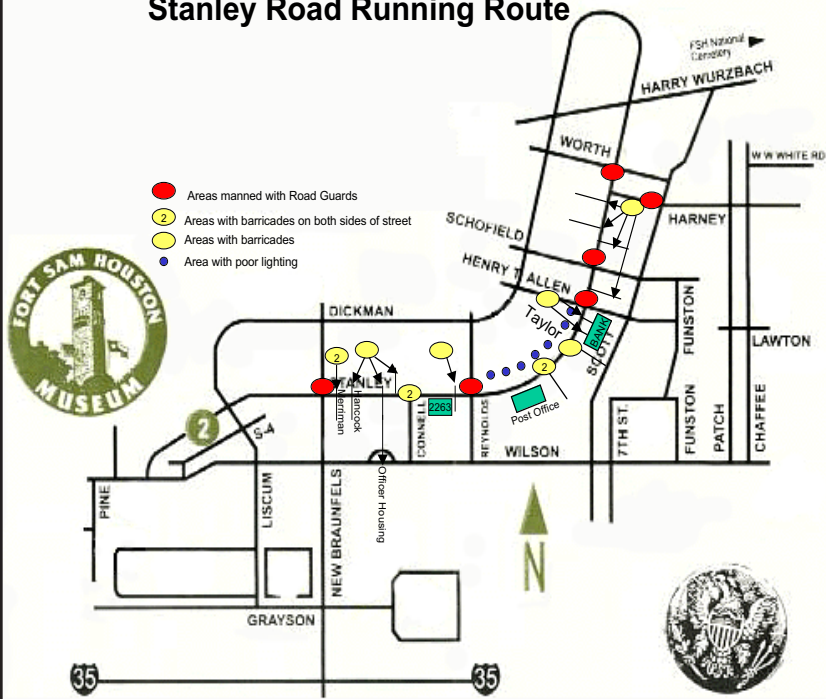 Stanley Road Running Route
FSH National
Cemetery
HARRY WURZBACH
WORTH
W W WHITE RD
Areas manned with Road Guards
2 Areas with barricades on both sides of street
Areas with barricades
Area with poor lighting
HARNEY
SCHOFIELD
HENRY T. ALLEN
FORT SAM HOUSTON
MUSEUM
DICKMAN
Taylor
BANK
SCOTT
FUNSTON
LAWTON
2
STANLEY
2
2
Hancock
Merriman
2263
Post Office
CONNELL
REYNOLDS
2
S-4
WILSON
7TH ST.
FUNSTON
PATCH
CHAFFEE
PINE
LISCUM
NEW BRAUNFELS
Officer Housing
N
GRAYSON
35
35